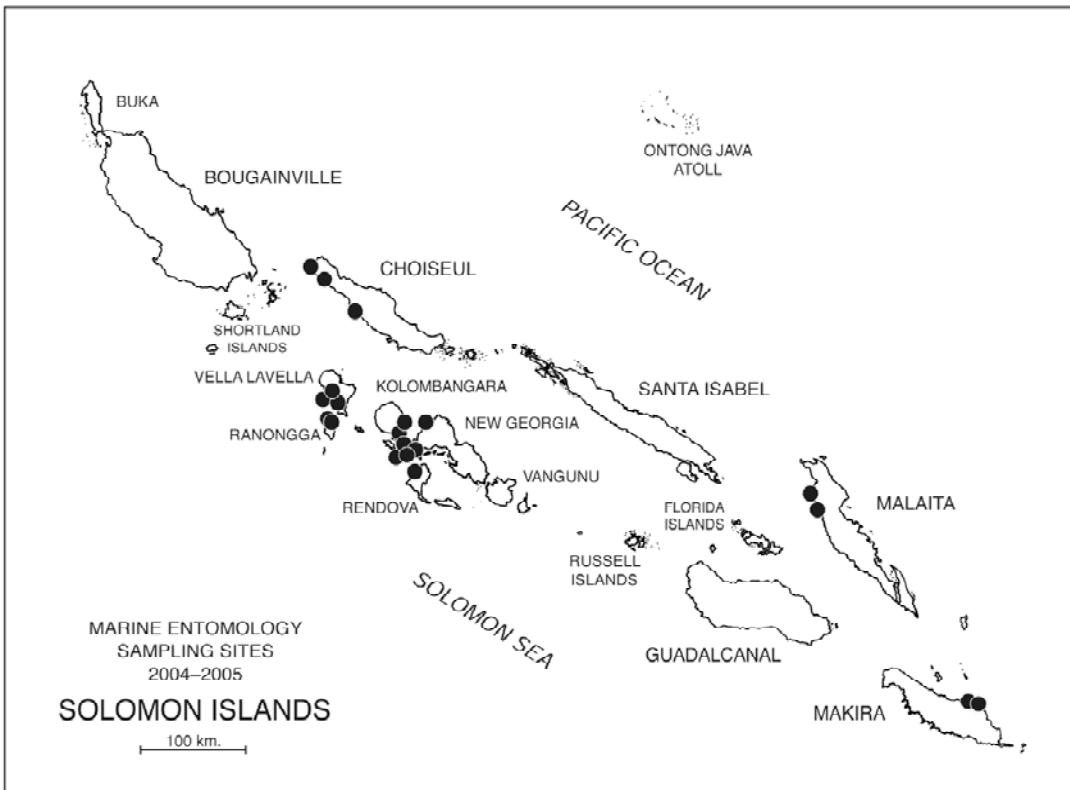 BUKA
BOUGAINVILLE
ONTONG JAVA
ATOLL
PACIFIC OCEAN
CHOISEUL
SHORTLAND
ISLANDS
VELLA LAVELLA
KOLOMBANGARA
SANTA ISABEL
RANONGGA
NEW GEORGIA
VANGUNU
RENDOVA
FLORIDA
ISLANDS
MALAITA
RUSSELL
ISLANDS
SOLOMON SEA
GUADALCANAL
MAKIRA
MARINE ENTOMOLOGY
SAMPLING SITES
2004–2005
SOLOMON ISLANDS
100 km.